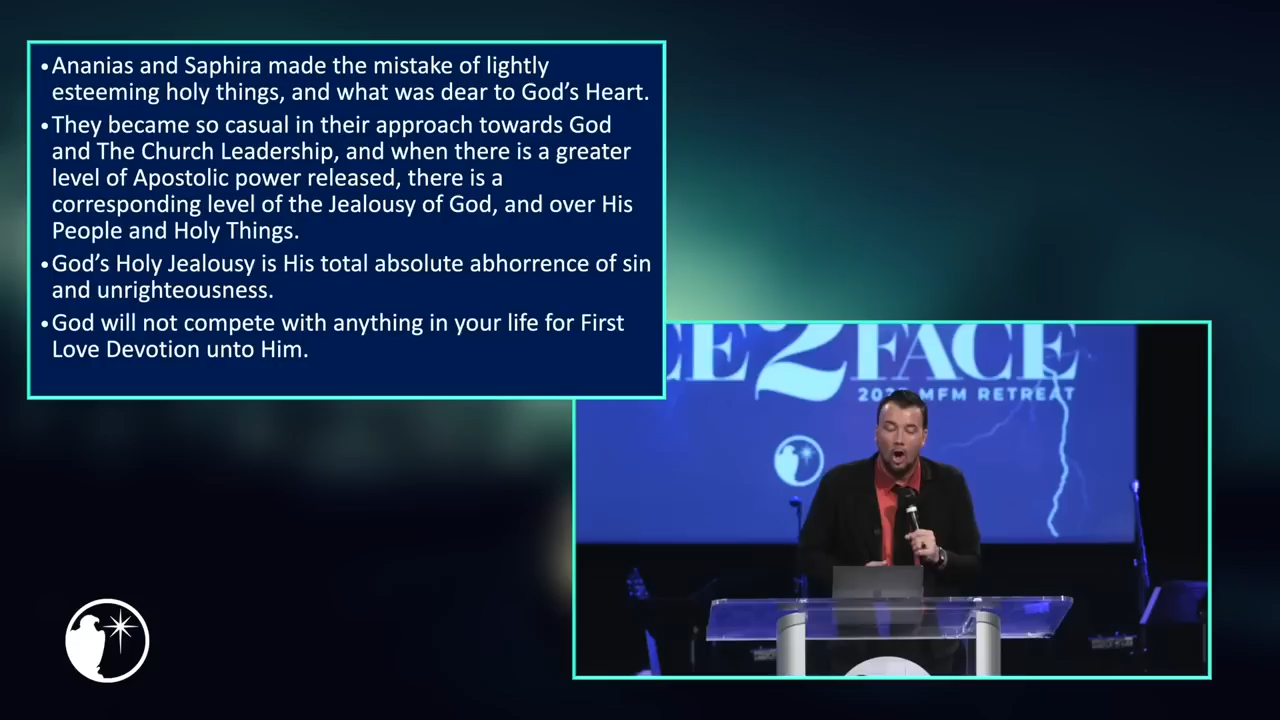 •Ananias and Saphira made the mistake of lightly
esteeming holy things, and what was dear to God's Heart.
•They became so casual in their approach towards God
and The Church Leadership, and when there is a greater
level of Apostolic power released, there is a
corresponding level of the Jealousy of God, and over His
People and Holy Things.
•God's Holy Jealousy is His total absolute abhorrence of sin
and unrighteousness.
•God will not compete with anything in your life for First
Love Devotion unto Him.
2FACE
MFM RETREAT